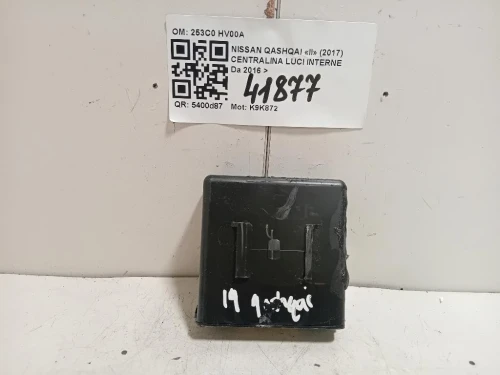 OM: 253C0 HV00A
NISSAN QASHQAI «II» (2017)
CENTRALINA LUCI INTERNE
Da 2016 >
41877
QR: 5400d87 Mot: K9K872
19 qashqai